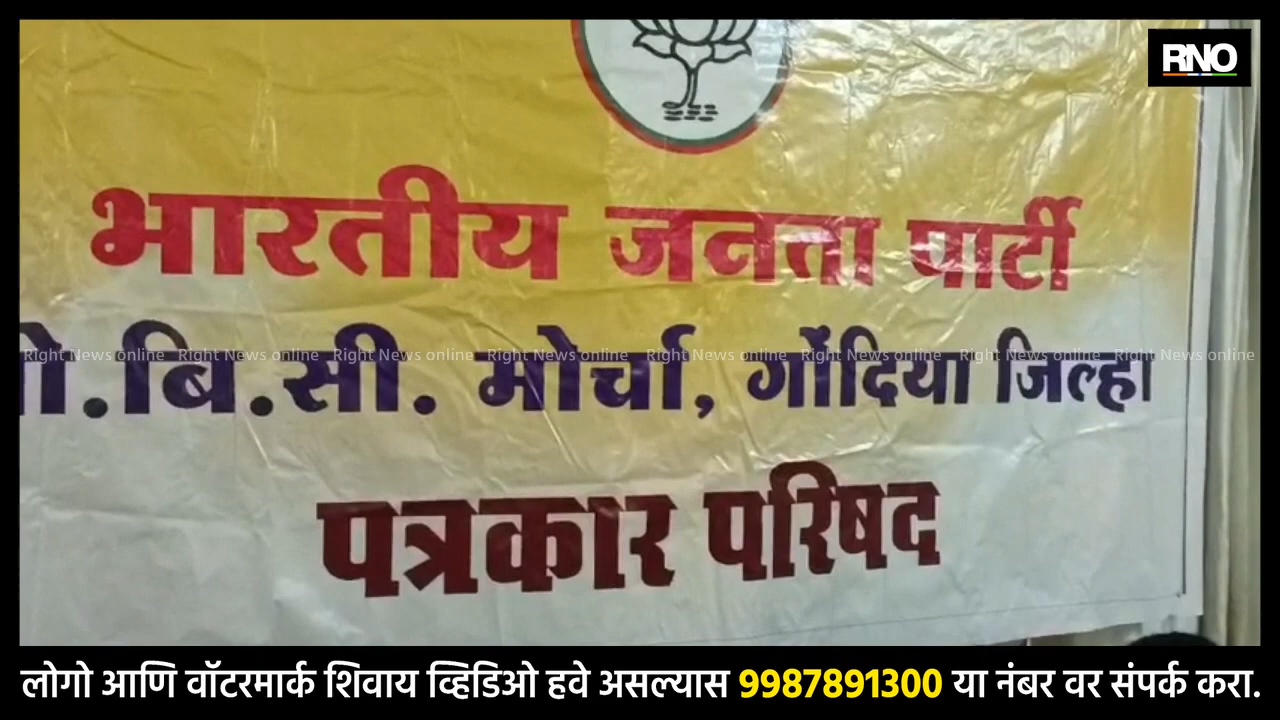 RNO
भारतीय जनता पार्टी
ओ.बि.सी. मोर्चा, गोंदिया जिल्हा
Right News online Right News online Right News online Right News online Right News online Right News online Right News online Right News online
पत्रकार परिषद
लोगो आणि वॉटरमार्क शिवाय व्हिडिओ हवे असल्यास 9987891300 या नंबर वर संपर्क करा.